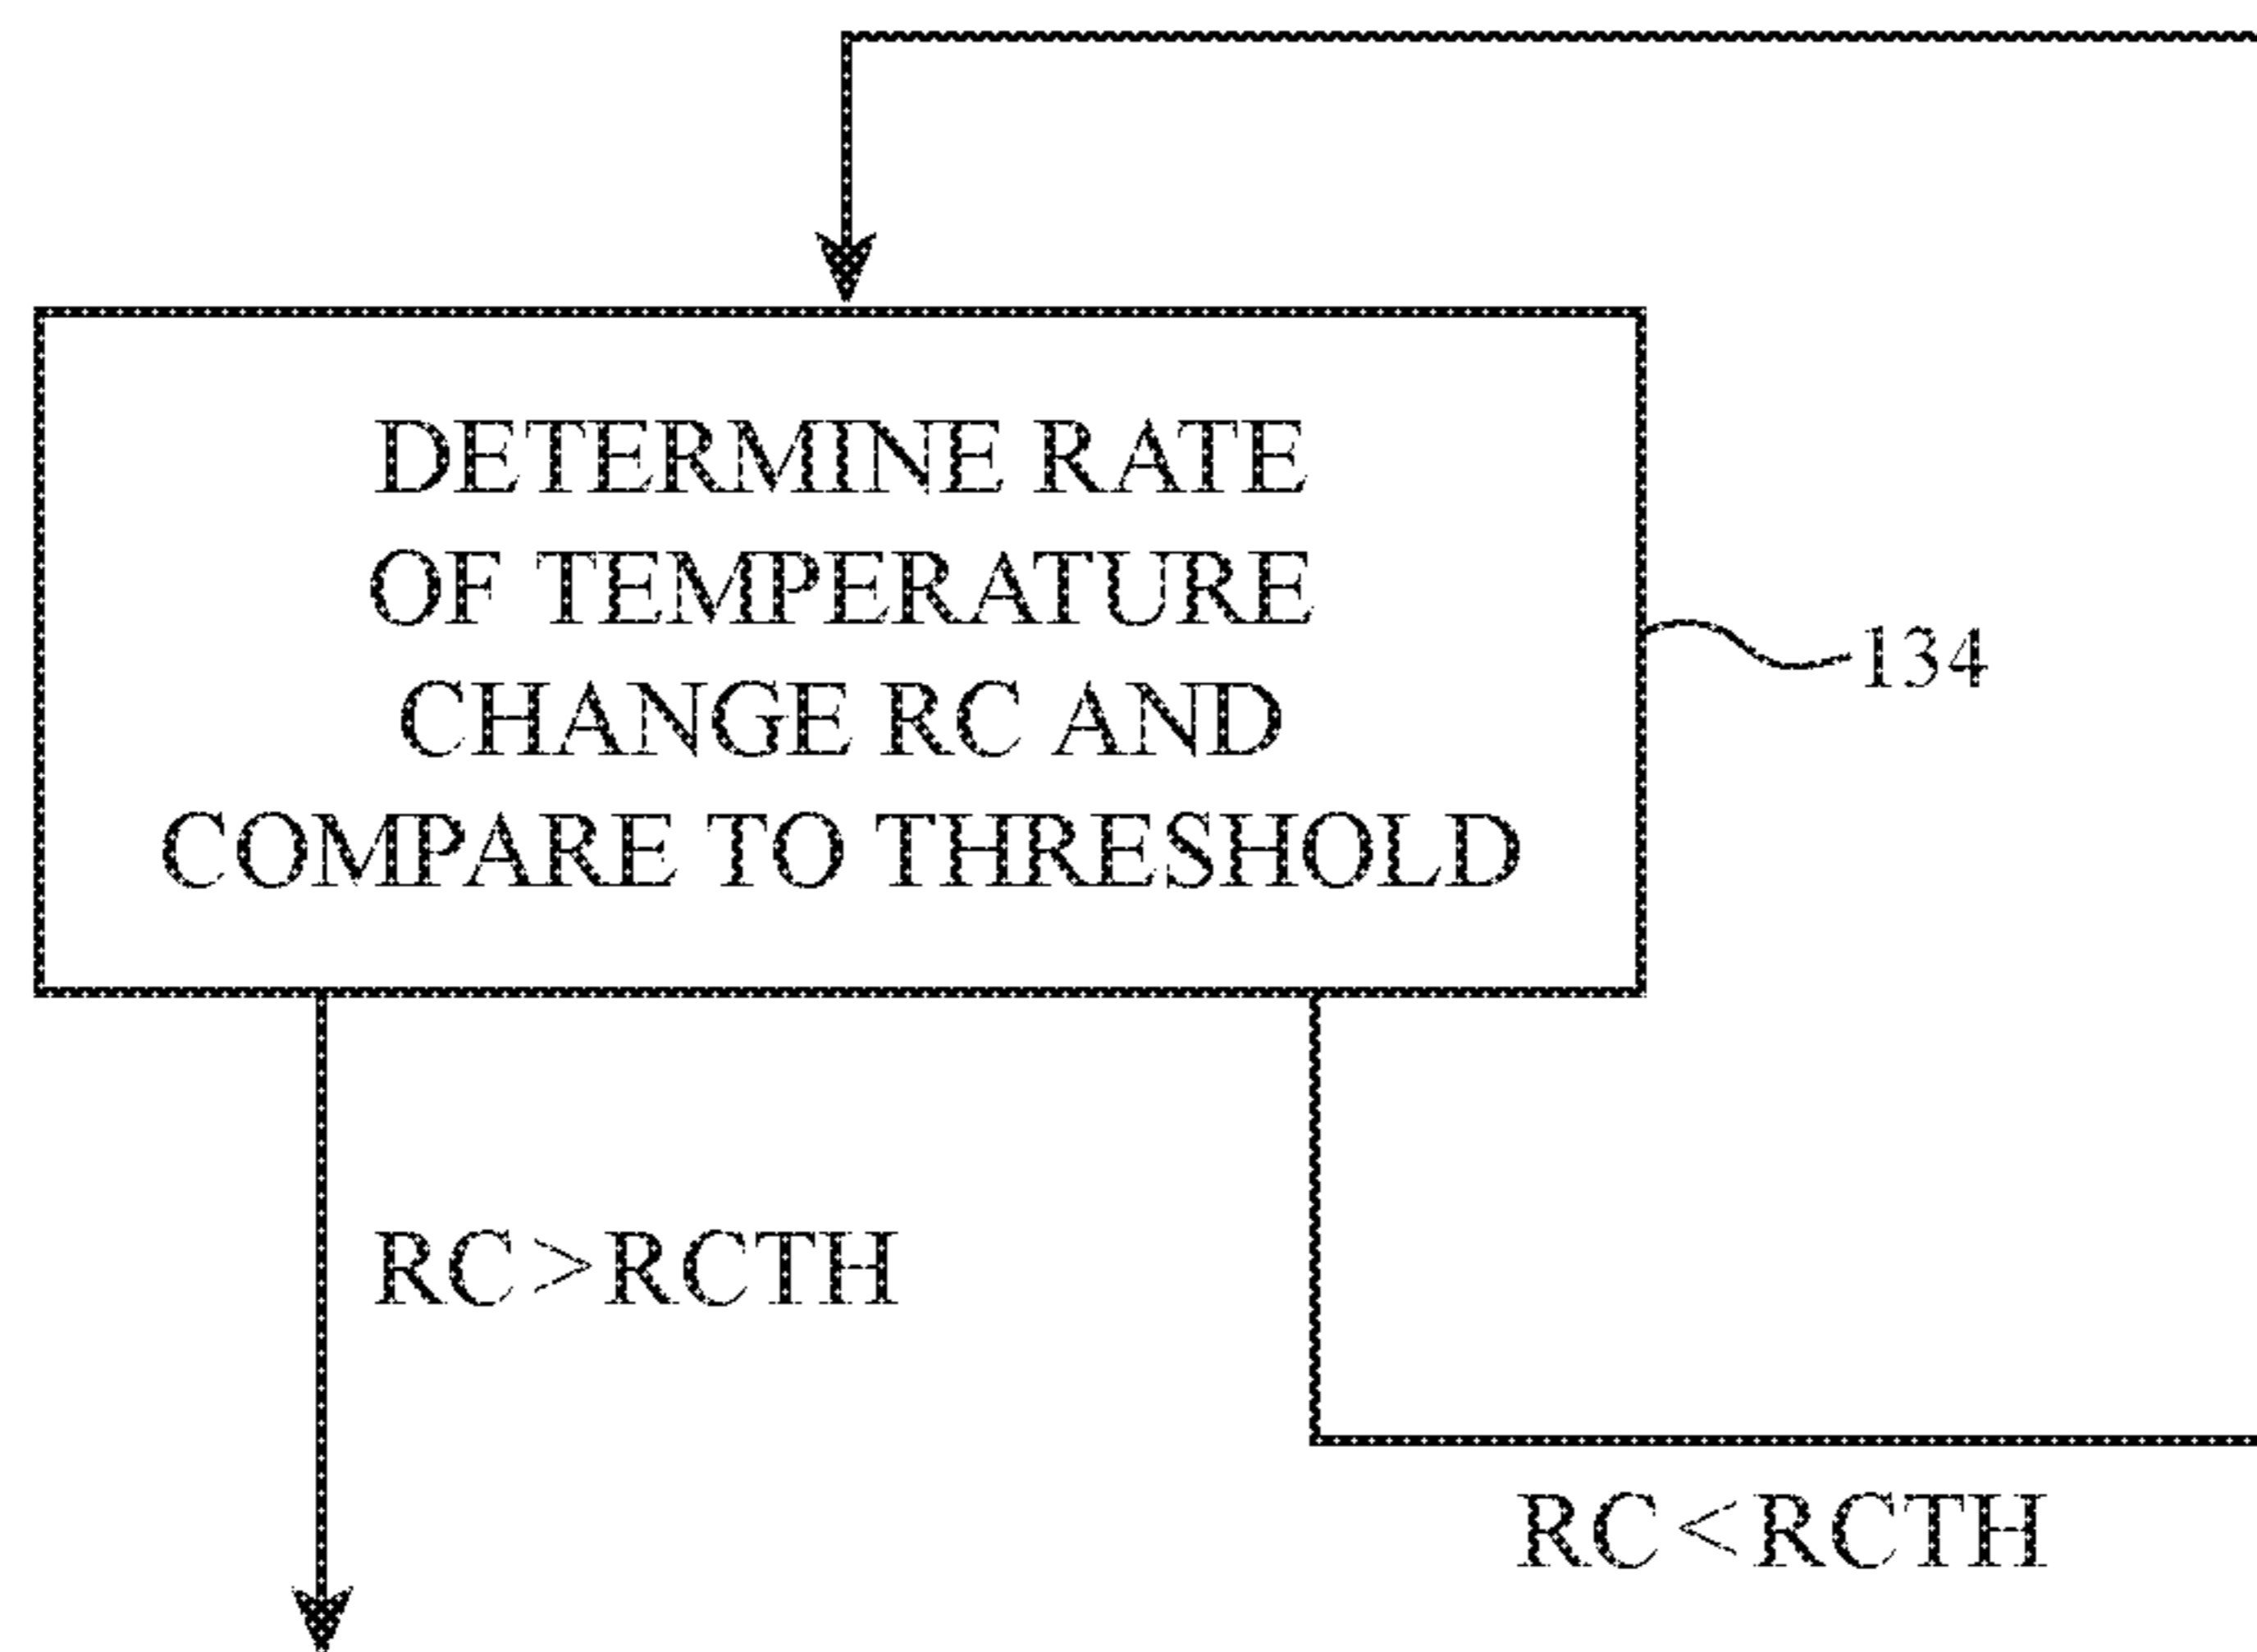 DETERMINE RATE
OF TEMPERATURE
CHANGE RC AND
COMPARE TO THRESHOLD
134
RC>RCTH
RC<RCTH